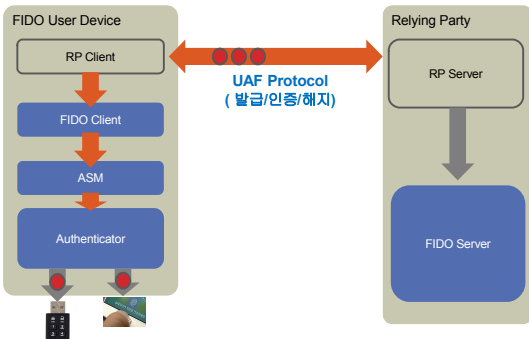 FIDO User Device
Relying Party
RP Client
UAF Protocol
( 발급/인증/해지)
RP Server
FIDO Client
ASM
Authenticator
FIDO Server